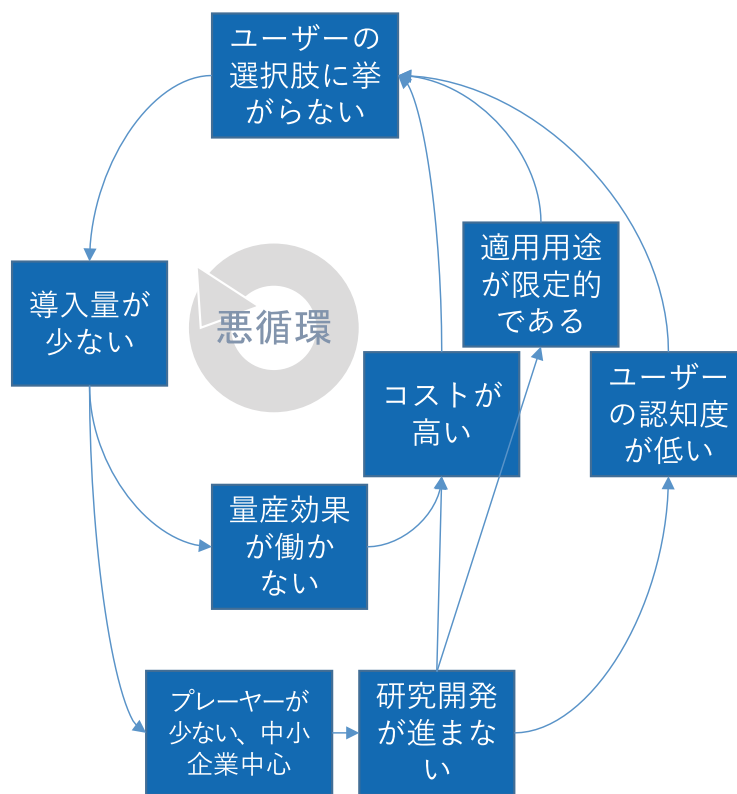 ユーザーの
選択肢に挙
がらない
適用用途
が限定的
である
導入量が
少ない
悪循環
コストが
高い
ユーザー
の認知度
が低い
量産効果
が働か
ない
プレーヤーが
少ない、中小
企業中心
研究開発
が進まな
い